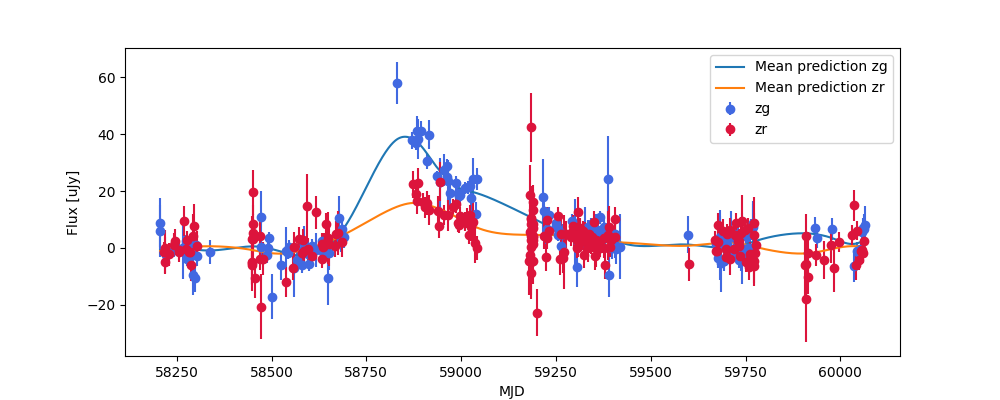 Mean prediction zg
Mean prediction zr
zg
zr
60
40
20
0
−20
Flux [uJy]
58250 58500 58750 59000 59250 59500 59750 60000
MJD